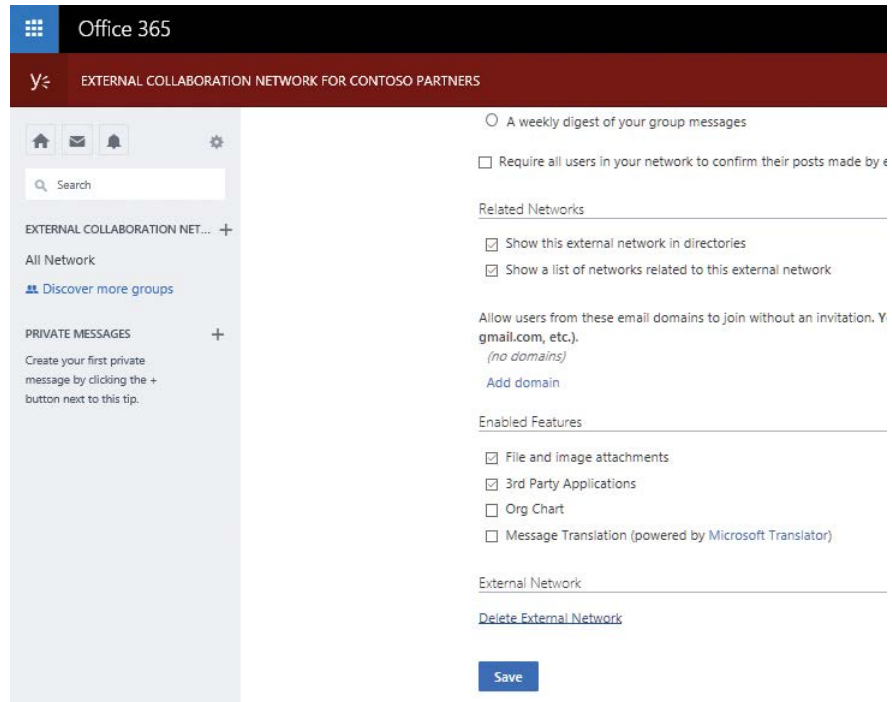 Office 365
EXTERNAL COLLABORATION NETWORK FOR CONTOSO PARTNERS
Search
EXTERNAL COLLABORATION NET...
All Network
Discover more groups
PRIVATE MESSAGES
Create your first private
message by clicking the +
button next to this tip.
A weekly digest of your group messages
Require all users in your network to confirm their posts made by e
Related Networks
Show this external network in directories
Show a list of networks related to this external network
Allow users from these email domains to join without an invitation. Y
gmail.com, etc.).
(no domains)
Add domain
Enabled Features
File and image attachments
3rd Party Applications
Org Chart
Message Translation (powered by Microsoft Translator)
External Network
Delete External Network
Save